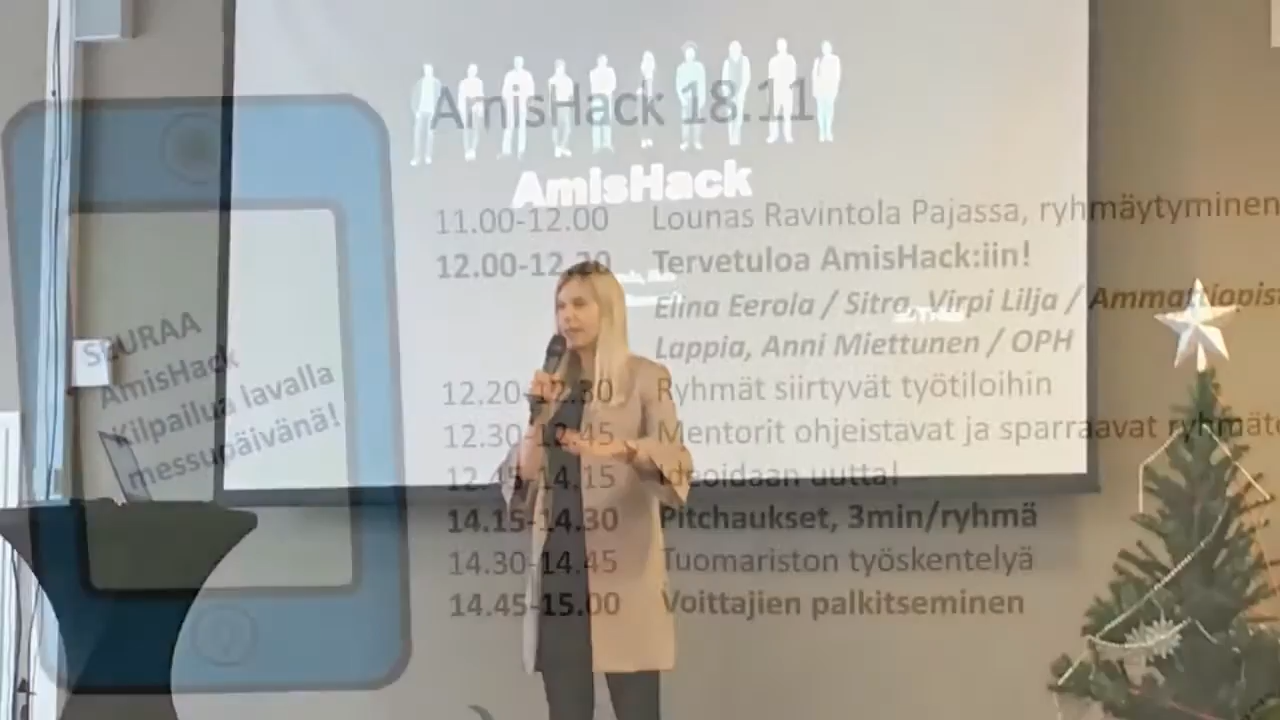 AmisHack 18.11
AmisHack
11.00-12.00 Lounas Ravintola Pajassa, ryhmäytyminen
12.00-12.20 Tervetuloa AmisHack:iin!
Elina Eerola / Sitra, Virpi Lilja / Ammattiopis
Lappia, Anni Miettunen / OPH
12.20-12.30 Ryhmät siirtyvät työtiloihin
12.30-12.45 Mentorit ohjeistavat ja sparraavat ryhmäte
12.45-14.15 Ideoidaan uutta!
14.15-14.30 Pitchaukset, 3min/ryhmä
14.30-14.45 Tuomariston työskentelyä
14.45-15.00 Voittajien palkitseminen
SEURAA
AmisHack
Kilpailua lavalla
messupäivänä!